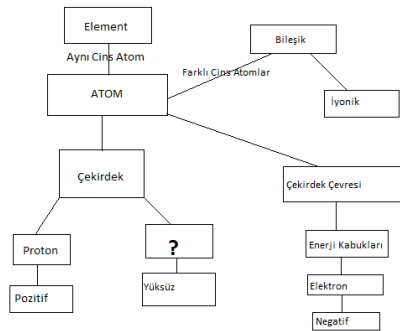 Element
Bileşik
Aynı Cins Atom
Farklı Cins Atomlar
ATOM
İyonik
Çekirdek
Çekirdek Çevresi
Proton
?
Enerji Kabukları
Pozitif
Yüksüz
Elektron
Negatif